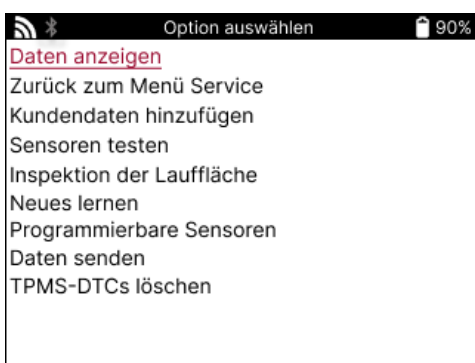 Option auswählen 90%
Daten anzeigen
Zurück zum Menü Service
Kundendaten hinzufügen
Sensoren testen
Inspektion der Lauffläche
Neues lernen
Programmierbare Sensoren
Daten senden
TPMS-DTCs löschen